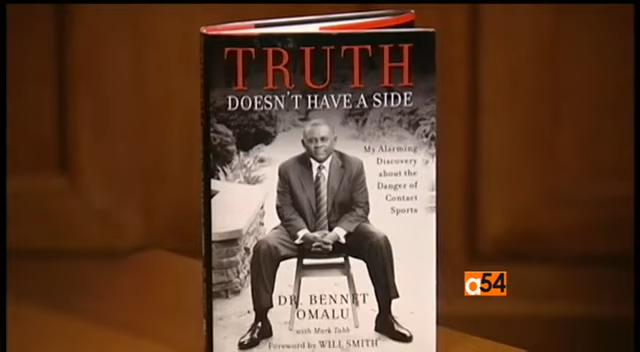 TRUTH
DOESN'T HAVE A SIDE
My Alarming
Discovery
about the
Danger of
Contact
Sports
DR. BENNET
OMALU
with Mark Tabb
Foreword by WILL SMITH
a54